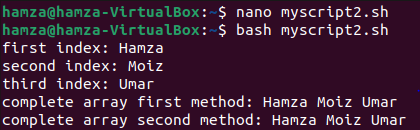 hamza@hamza-VirtualBox:~$ nano myscript2.sh
hamza@hamza-VirtualBox:~$ bash myscript2.sh
first index: Hamza
second index: Moiz
third index: Umar
complete array first method: Hamza Moiz Umar
complete array second method: Hamza Moiz Umar